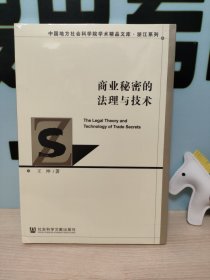 中国地方社会科学院学术精品文库·浙江系列
商业秘密的
法理与技术
The Legal Theory and
Technology of Trade Secrets
S
王坤 / 著
社会科学文献出版社